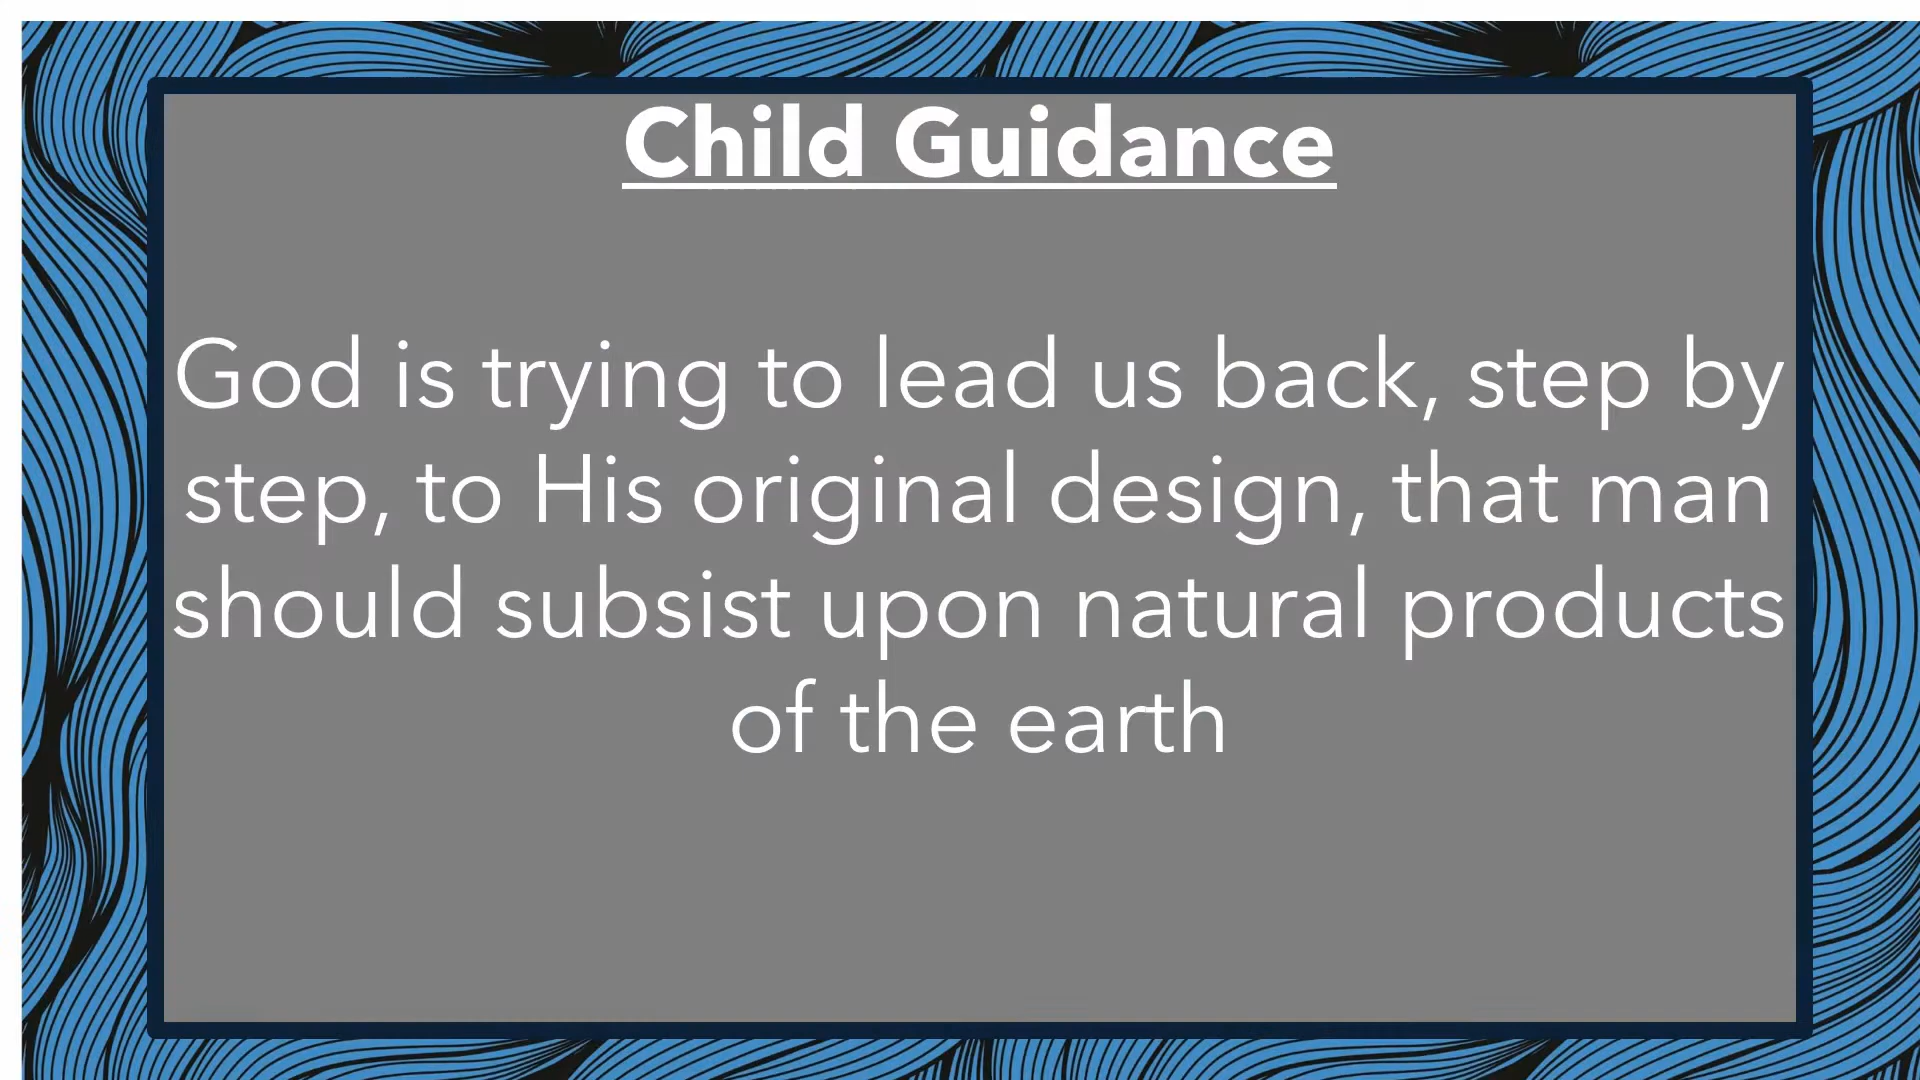 Child Guidance
God is trying to lead us back, step by
step, to His original design, that man
should subsist upon natural products
of the earth